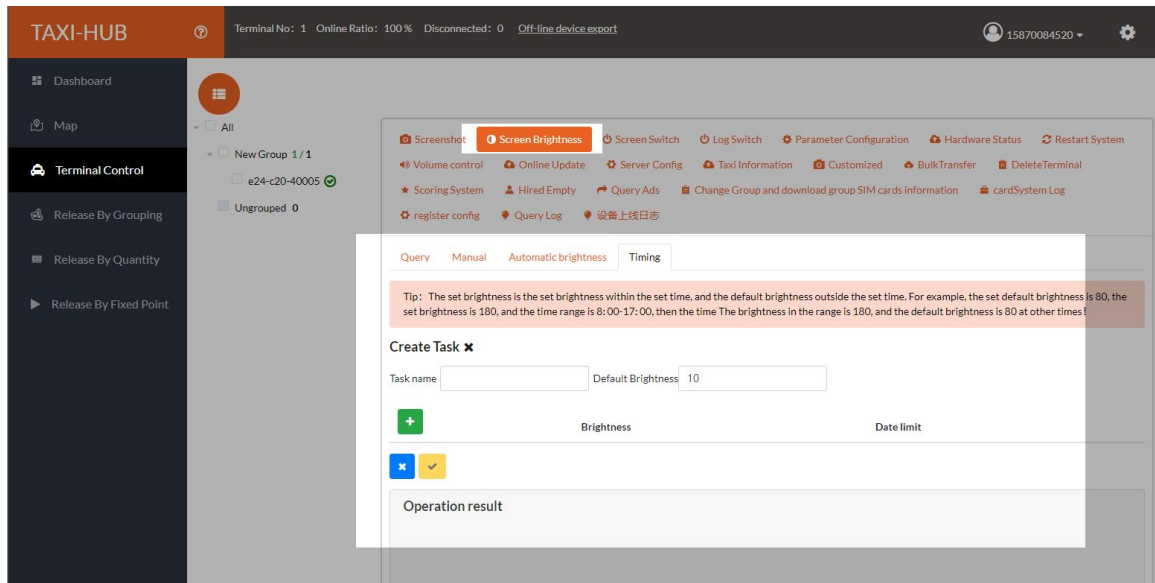 TAXI-HUB
Terminal No：1 Online Ratio：100% Disconnected：0 Off-line device export
15870084520
Dashboard
Map
Terminal Control
Release By Grouping
Release By Quantity
Release By Fixed Point
All
New Group 1/1
e24-c20-40005
Ungrouped 0
Screenshot Screen Brightness Screen Switch Log Switch Parameter Configuration Hardware Status Restart System
Volume control Online Update Server Config Taxi Information Customized BulkTransfer DeleteTerminal
Scoring System Hired Empty Query Ads Change Group and download group SIM cards information cardSystem Log
register config Query Log 设备上线日志
Query Manual Automatic brightness Timing
Tip：The set brightness is the set brightness within the set time, and the default brightness outside the set time. For example, the set default brightness is 80, the
set brightness is 180, and the time range is 8:00-17:00, then the time The brightness in the range is 180, and the default brightness is 80 at other times!
Create Task
Task name Default Brightness 10
Brightness Date limit
Operation result